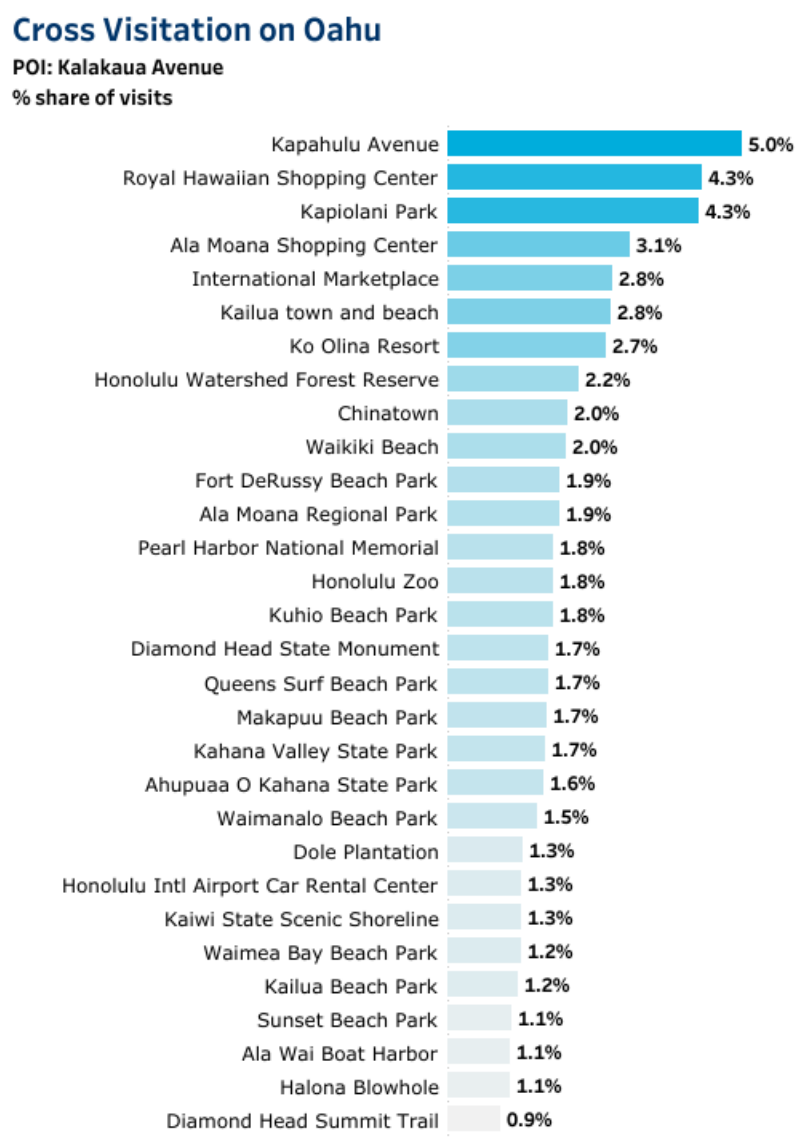 Cross Visitation on Oahu
POI: Kalakaua Avenue
% share of visits
Kapahulu Avenue 5.0%
Royal Hawaiian Shopping Center 4.3%
Kapiolani Park 4.3%
Ala Moana Shopping Center 3.1%
International Marketplace 2.8%
Kailua town and beach 2.8%
Ko Olina Resort 2.7%
Honolulu Watershed Forest Reserve 2.2%
Chinatown 2.0%
Waikiki Beach 2.0%
Fort DeRussy Beach Park 1.9%
Ala Moana Regional Park 1.9%
Pearl Harbor National Memorial 1.8%
Honolulu Zoo 1.8%
Kuhio Beach Park 1.8%
Diamond Head State Monument 1.7%
Queens Surf Beach Park 1.7%
Makapuu Beach Park 1.7%
Kahana Valley State Park 1.7%
Ahupuaa O Kahana State Park 1.6%
Waimanalo Beach Park 1.5%
Dole Plantation 1.3%
Honolulu Intl Airport Car Rental Center 1.3%
Kaiwi State Scenic Shoreline 1.3%
Waimea Bay Beach Park 1.2%
Kailua Beach Park 1.2%
Sunset Beach Park 1.1%
Ala Wai Boat Harbor 1.1%
Halona Blowhole 1.1%
Diamond Head Summit Trail 0.9%